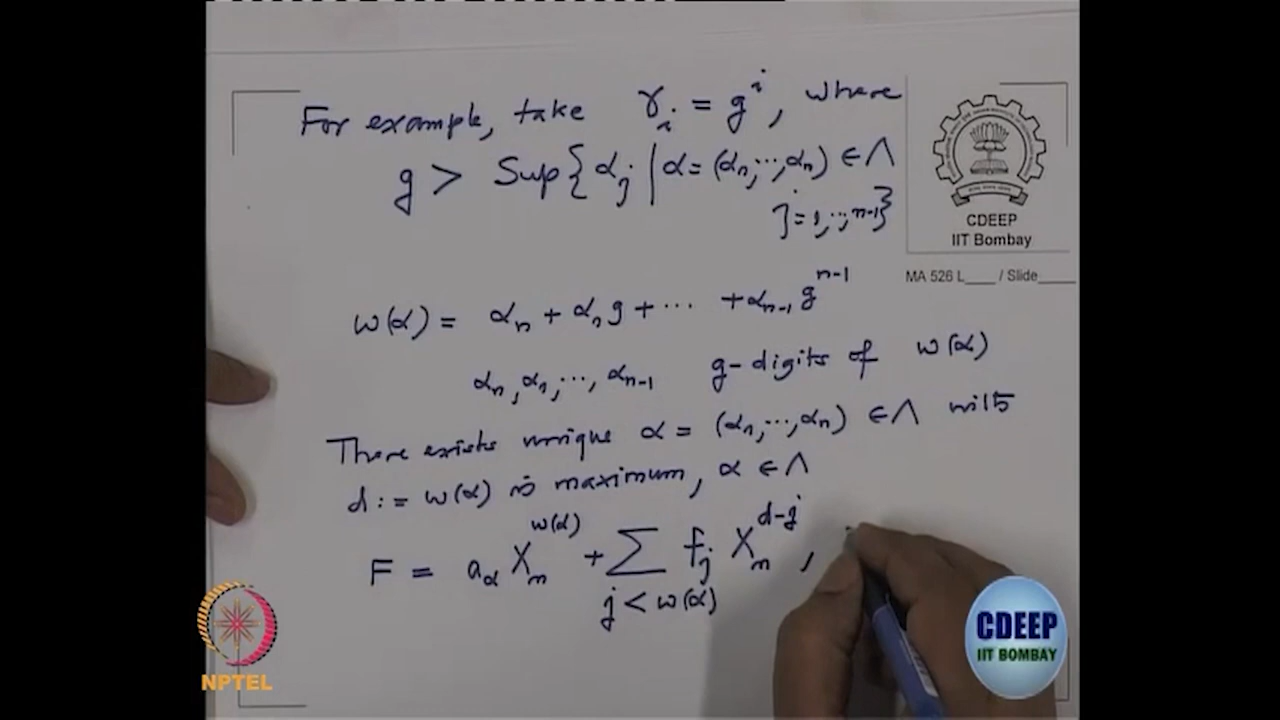 For example, take γ_i = g^i, where
g > Sup{α_j | α = (α_1, ..., α_n) ∈ Λ
j = 1, ..., n-1}
CDEEP
IIT Bombay
MA 526 L____ / Slide____
w(α) = α_n + α_1 g + ... + α_{n-1} g^{n-1}
α_n, α_1, ..., α_{n-1} g-digits of w(α)
There exists unique α = (α_1, ..., α_n) ∈ Λ with
d := w(α) is maximum, α ∈ Λ
F = a_α X_n^{w(α)} + Σ_{j < w(α)} f_j X_n^{d-j},
NPTEL
CDEEP
IIT BOMBAY